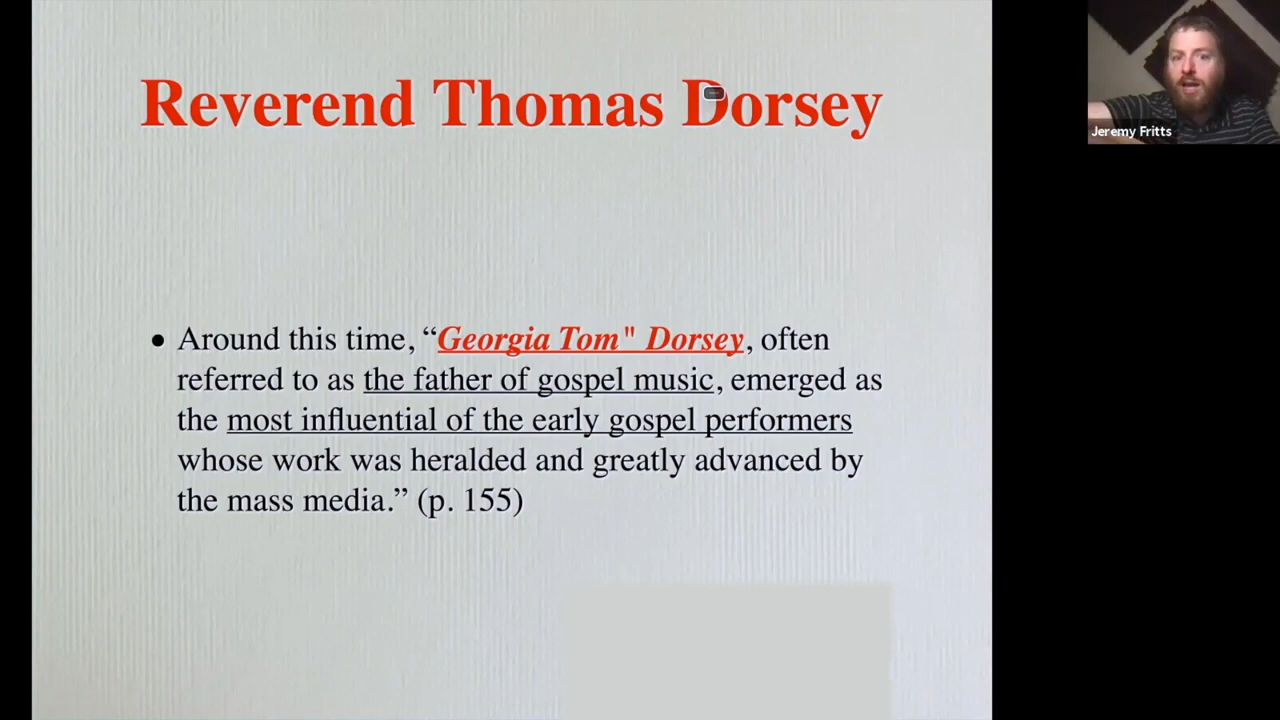 Reverend Thomas Dorsey
Jeremy Fritts
• Around this time, “Georgia Tom" Dorsey, often
referred to as the father of gospel music, emerged as
the most influential of the early gospel performers
whose work was heralded and greatly advanced by
the mass media.” (p. 155)